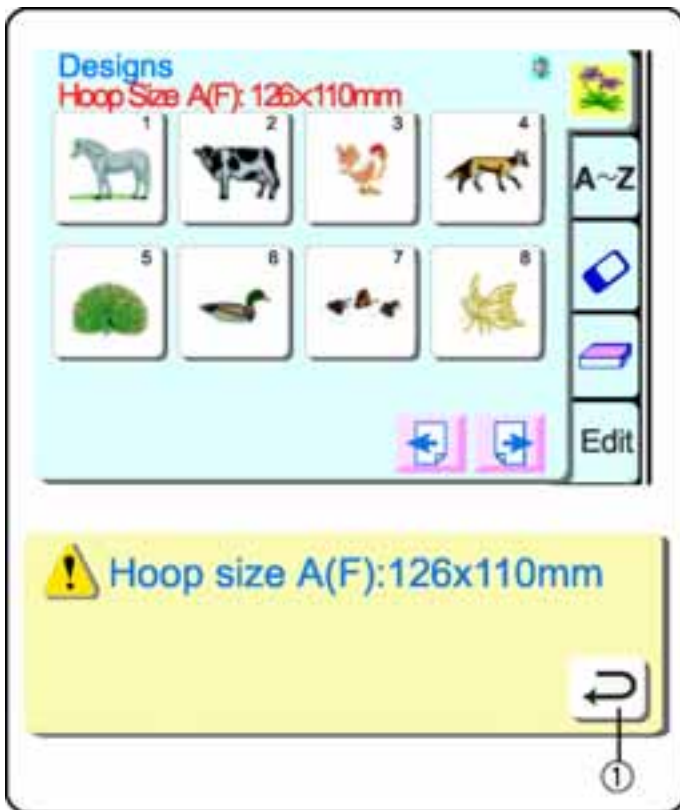 Designs
Hoop Size A(F): 126x110mm
1 2 3 4
A~Z
5 6 7 8
Edit
Hoop size A(F):126x110mm
①